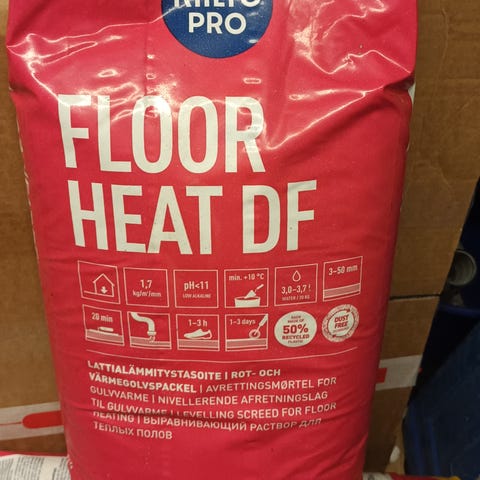 PRO
FLOOR
HEAT DF
1,7
kg/m²/mm
pH<11
LOW ALKALINE
min. +10 °C
3,0–3,7 l
WATER / 20 KG
3–50 mm
20 min
1–3 h
1–3 days
50%
RECYCLED
PLASTIC
DUST
FREE
LATTIALÄMMITYSTASOITE | ROT- OCH
VÄRMEGOLVSPACKEL | AVRETTINGSMØRTEL FOR
GULVVARME | NIVELLERENDE AFRETNINGSLAG
TIL GULVVARME | LEVELLING SCREED FOR FLOOR
HEATING | ВЫРАВНИВАЮЩИЙ РАСТВОР ДЛЯ
ТЕПЛЫХ ПОЛОВ